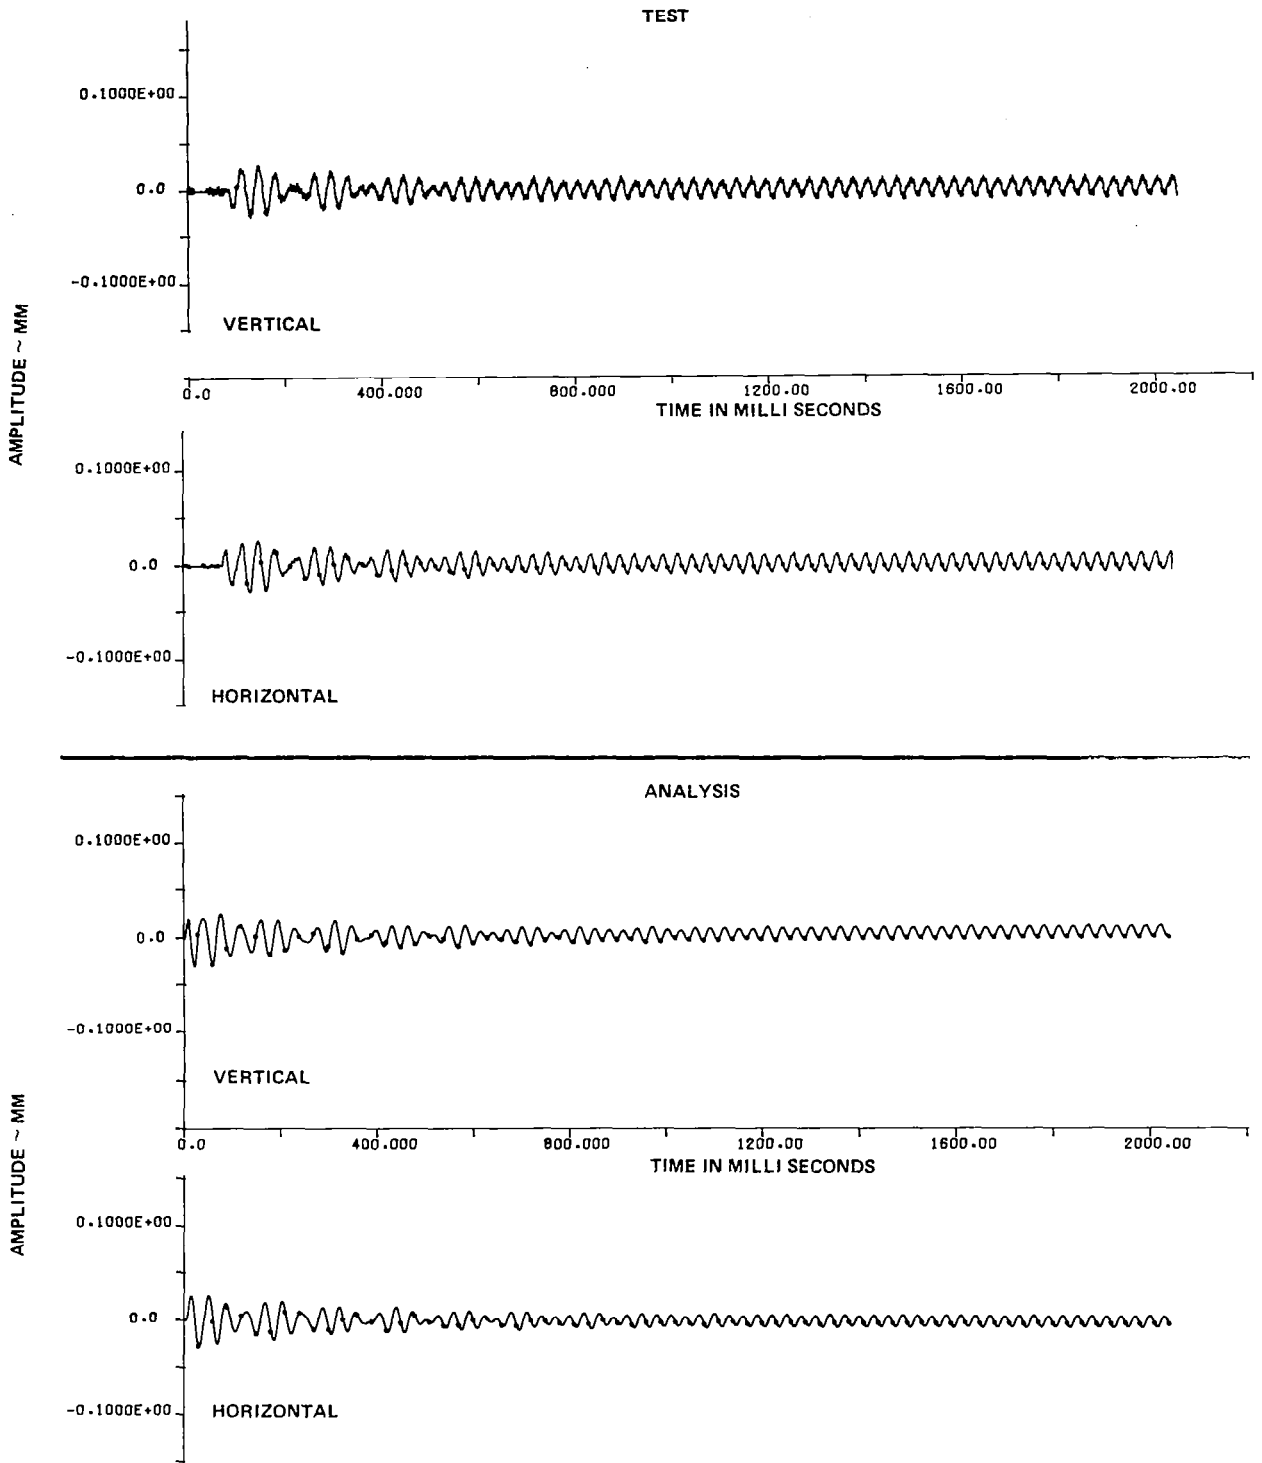 TEST
0.1000E+00
0.0
-0.1000E+00
VERTICAL
AMPLITUDE ~ MM
0.0 400.000 800.000 1200.00 1600.00 2000.00
TIME IN MILLI SECONDS
0.1000E+00
0.0
-0.1000E+00
HORIZONTAL
ANALYSIS
0.1000E+00
0.0
-0.1000E+00
VERTICAL
AMPLITUDE ~ MM
0.0 400.000 800.000 1200.00 1600.00 2000.00
TIME IN MILLI SECONDS
0.1000E+00
0.0
-0.1000E+00
HORIZONTAL